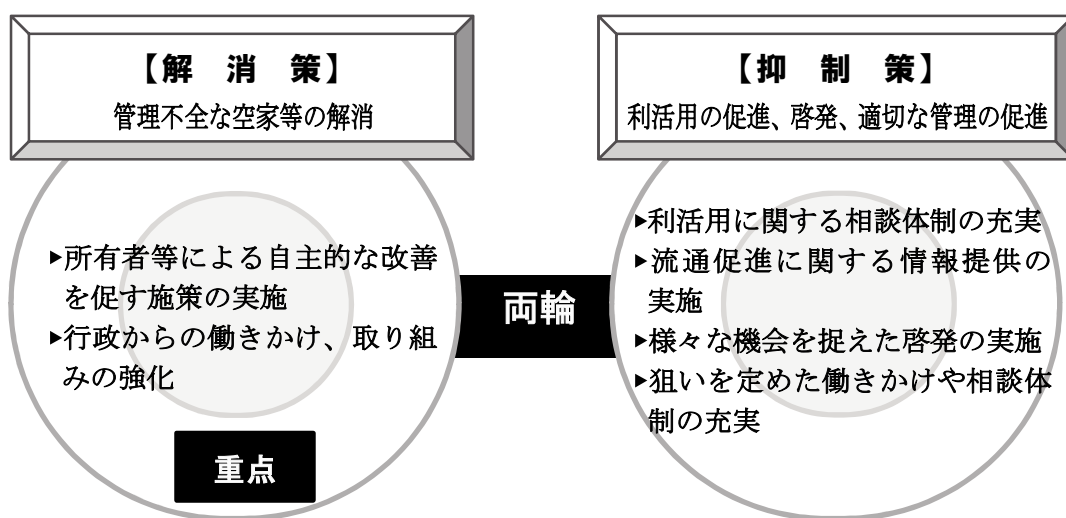 【解　消　策】
管理不全な空家等の解消
▶所有者等による自主的な改善
を促す施策の実施
▶行政からの働きかけ、取り組
みの強化
重点
両輪
【抑　制　策】
利活用の促進、啓発、適切な管理の促進
▶利活用に関する相談体制の充実
▶流通促進に関する情報提供の
実施
▶様々な機会を捉えた啓発の実施
▶狙いを定めた働きかけや相談体
制の充実